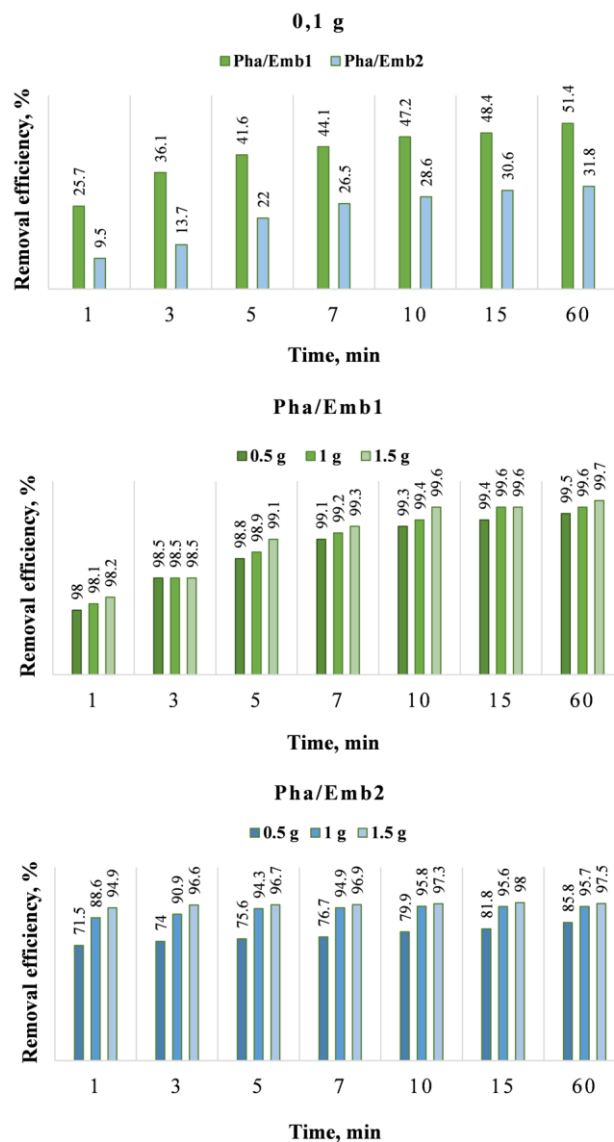 0,1 g
Pha/Emb1 Pha/Emb2
Removal efficiency, %
25.7 9.5 36.1 13.7 41.6 22 44.1 26.5 47.2 28.6 48.4 30.6 51.4 31.8
1 3 5 7 10 15 60
Time, min
Pha/Emb1
0.5 g 1 g 1.5 g
Removal efficiency, %
98 98.1 98.2 98.5 98.5 98.5 98.8 98.9 99.1 99.1 99.2 99.3 99.3 99.4 99.6 99.4 99.6 99.6 99.5 99.6 99.7
1 3 5 7 10 15 60
Time, min
Pha/Emb2
0.5 g 1 g 1.5 g
Removal efficiency, %
71.5 88.6 94.9 74 90.9 96.6 75.6 94.3 96.7 76.7 94.9 96.9 79.9 95.8 97.3 81.8 95.6 98 85.8 95.7 97.5
1 3 5 7 10 15 60
Time, min